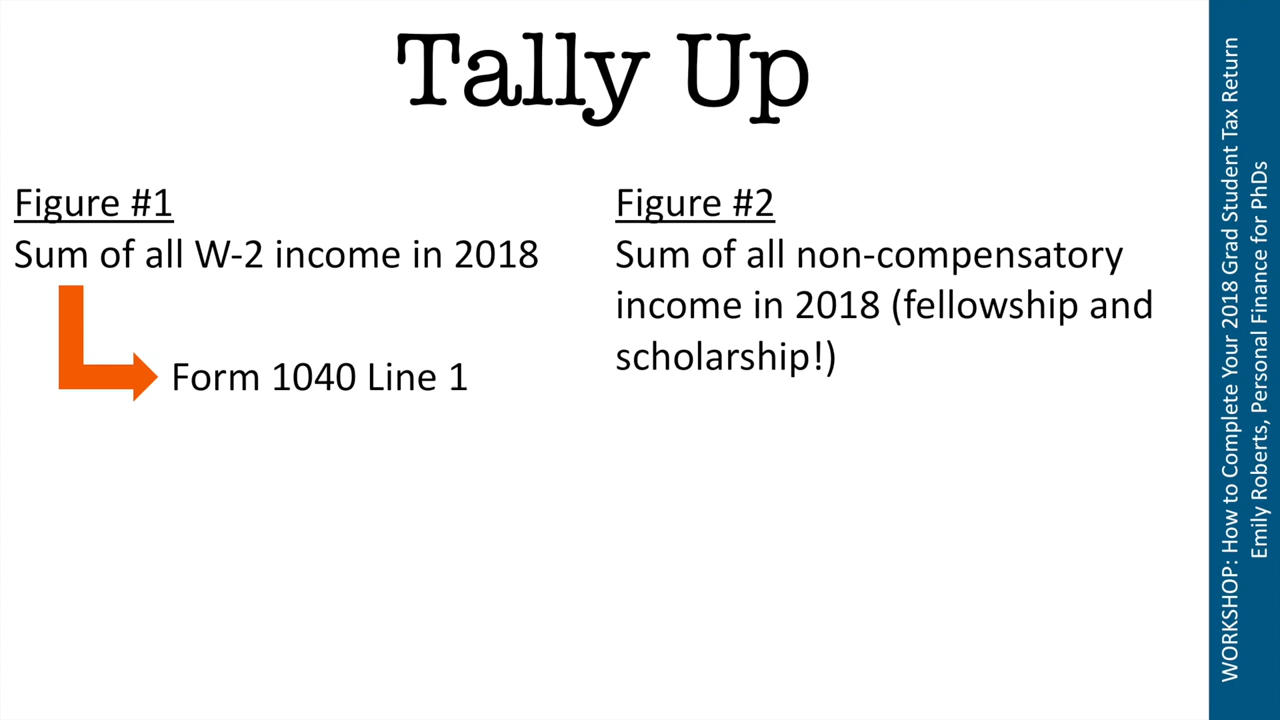 Tally Up
Figure #1
Sum of all W-2 income in 2018
Form 1040 Line 1
Figure #2
Sum of all non-compensatory
income in 2018 (fellowship and
scholarship!)
WORKSHOP: How to Complete Your 2018 Grad Student Tax Return
Emily Roberts, Personal Finance for PhDs